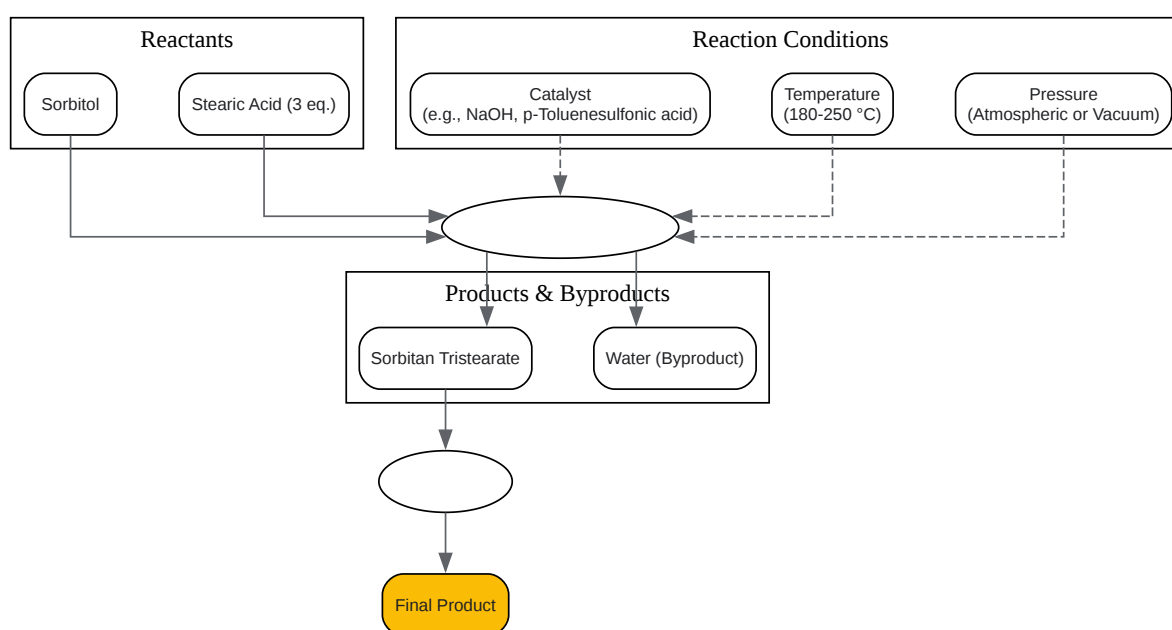 Reactants
Reaction Conditions
Sorbitol
Stearic Acid (3 eq.)
Catalyst
(e.g., NaOH, p-Toluenesulfonic acid)
Temperature
(180-250 °C)
Pressure
(Atmospheric or Vacuum)
Products & Byproducts
Sorbitan Tristearate
Water (Byproduct)
Final Product